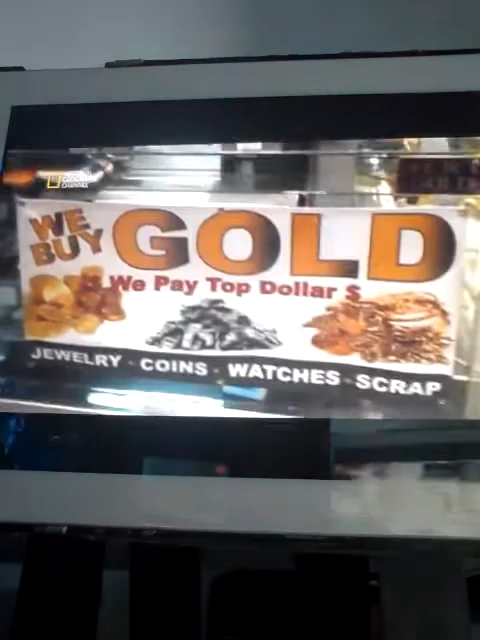 WE BUY GOLD
$ We Pay Top Dollar $
JEWELRY - COINS - WATCHES - SCRAP